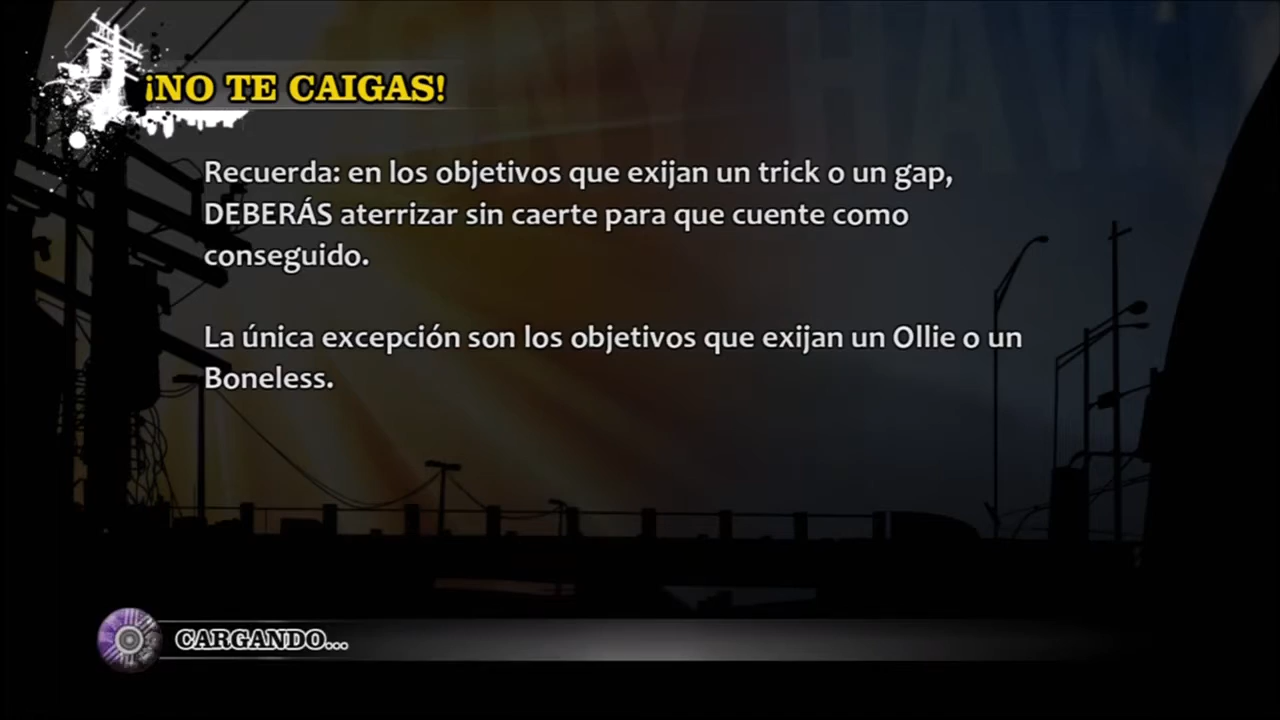 ¡NO TE CAIGAS!
Recuerda: en los objetivos que exijan un trick o un gap,
DEBERÁS aterrizar sin caerte para que cuente como
conseguido.
La única excepción son los objetivos que exijan un Ollie o un
Boneless.
CARGANDO...